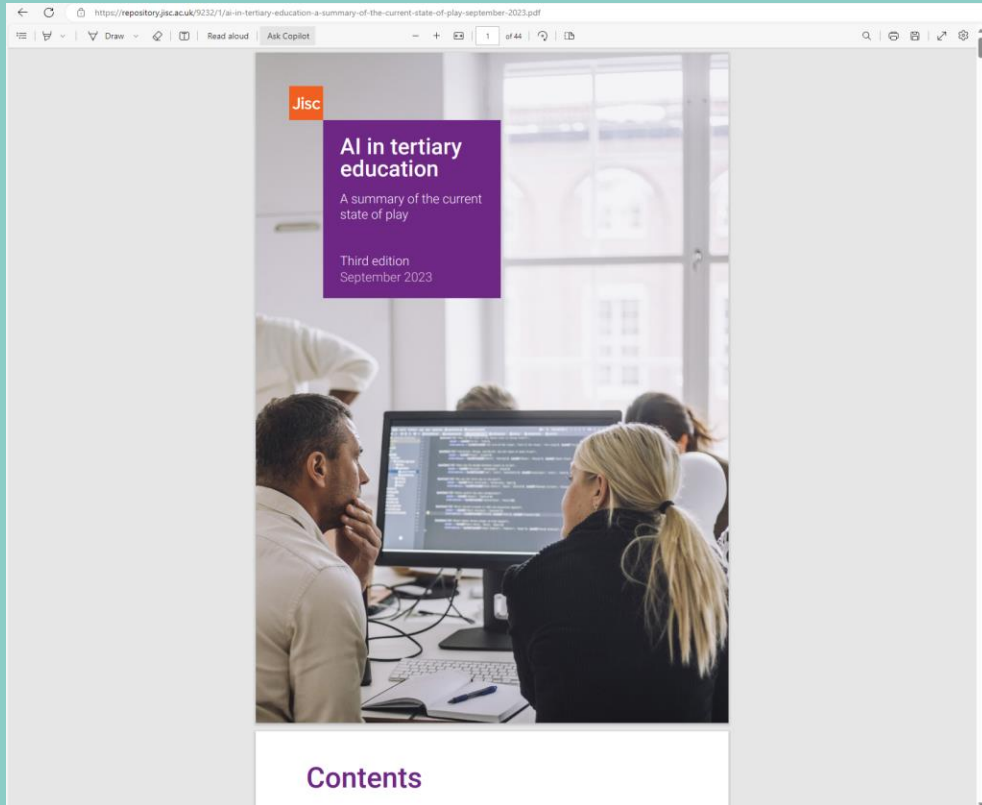 https://repository.jisc.ac.uk/9232/1/ai-in-tertiary-education-a-summary-of-the-current-state-of-play-september-2023.pdf
Draw Read aloud Ask Copilot − + 1 of 44
Jisc
AI in tertiary
education
A summary of the current
state of play
Third edition
September 2023
Contents